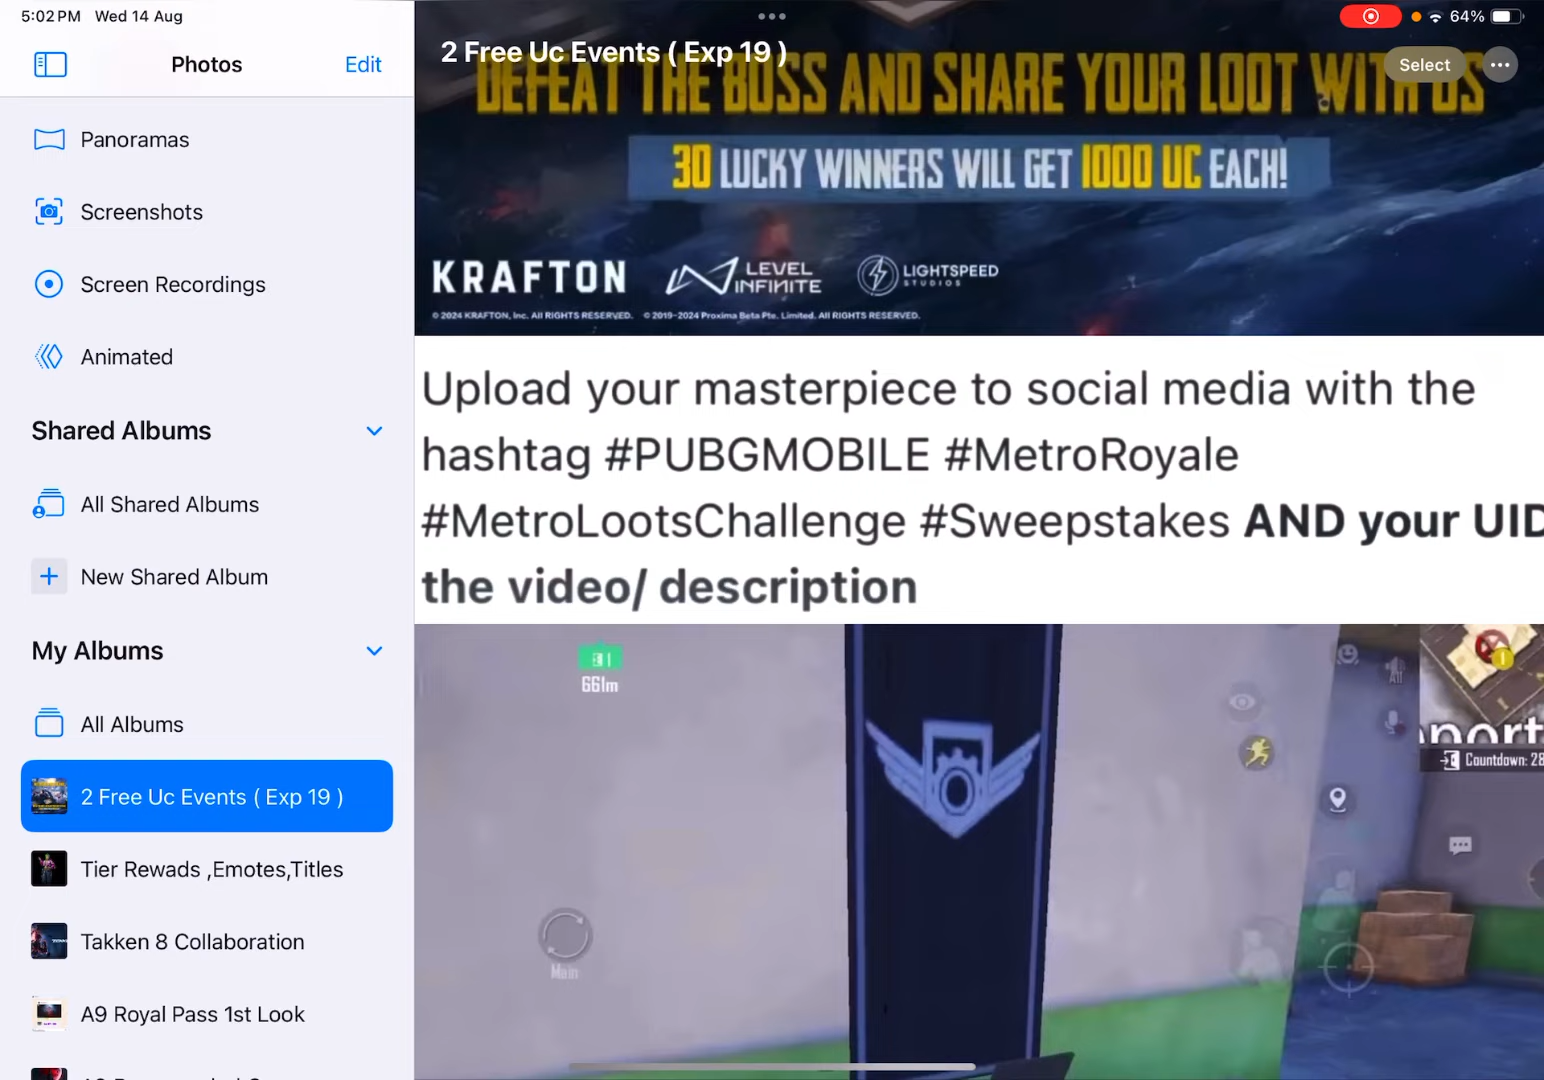 5:02 PM Wed 14 Aug
64%
Photos
Edit
Panoramas
Screenshots
Screen Recordings
Animated
Shared Albums
All Shared Albums
New Shared Album
My Albums
All Albums
2 Free Uc Events ( Exp 19 )
Tier Rewads ,Emotes,Titles
Takken 8 Collaboration
A9 Royal Pass 1st Look
2 Free Uc Events ( Exp 19 )
Select
DEFEAT THE BOSS AND SHARE YOUR LOOT WITH US
30 LUCKY WINNERS WILL GET 1000 UC EACH!
KRAFTON
LEVEL INFINITE
LIGHTSPEED STUDIOS
© 2024 KRAFTON, Inc. All RIGHTS RESERVED. © 2019-2024 Proxima Beta Pte. Limited. All RIGHTS RESERVED.
Upload your masterpiece to social media with the
hashtag #PUBGMOBILE #MetroRoyale
#MetroLootsChallenge #Sweepstakes AND your UID
the video/ description
661m
Main
All
Countdown: 28